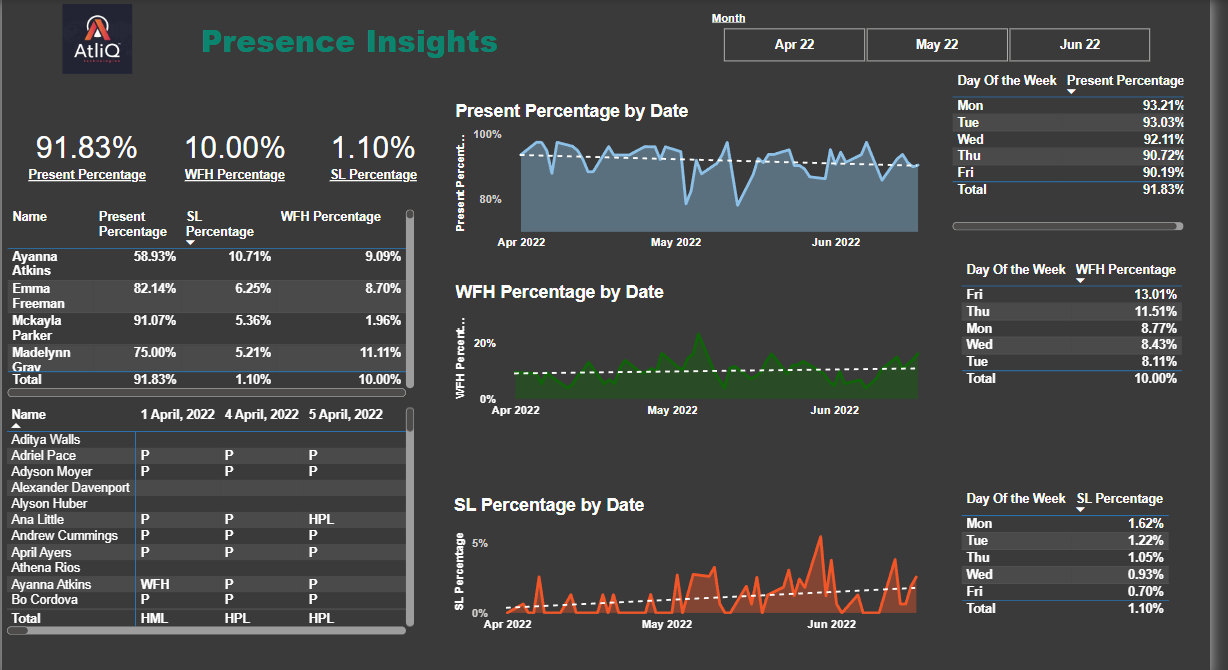 AtliQ
Presence Insights
Month
Apr 22 May 22 Jun 22
91.83% 10.00% 1.10%
Present Percentage WFH Percentage SL Percentage
Name Present Percentage SL Percentage WFH Percentage
Ayanna Atkins 58.93% 10.71% 9.09%
Emma Freeman 82.14% 6.25% 8.70%
Mckayla Parker 91.07% 5.36% 1.96%
Madelynn Gray 75.00% 5.21% 11.11%
Total 91.83% 1.10% 10.00%
Name 1 April, 2022 4 April, 2022 5 April, 2022
Aditya Walls
Adriel Pace P P P
Adyson Moyer P P P
Alexander Davenport
Alyson Huber
Ana Little P P HPL
Andrew Cummings P P P
April Ayers P P P
Athena Rios
Ayanna Atkins WFH P P
Bo Cordova P P P
Total HML HPL HPL
Present Percentage by Date
Present Percent...
100%
80%
Apr 2022 May 2022 Jun 2022
WFH Percentage by Date
WFH Percent...
20%
0%
Apr 2022 May 2022 Jun 2022
SL Percentage by Date
SL Percentage
5%
0%
Apr 2022 May 2022 Jun 2022
Day Of the Week Present Percentage
Mon 93.21%
Tue 93.03%
Wed 92.11%
Thu 90.72%
Fri 90.19%
Total 91.83%
Day Of the Week WFH Percentage
Fri 13.01%
Thu 11.51%
Mon 8.77%
Wed 8.43%
Tue 8.11%
Total 10.00%
Day Of the Week SL Percentage
Mon 1.62%
Tue 1.22%
Thu 1.05%
Wed 0.93%
Fri 0.70%
Total 1.10%